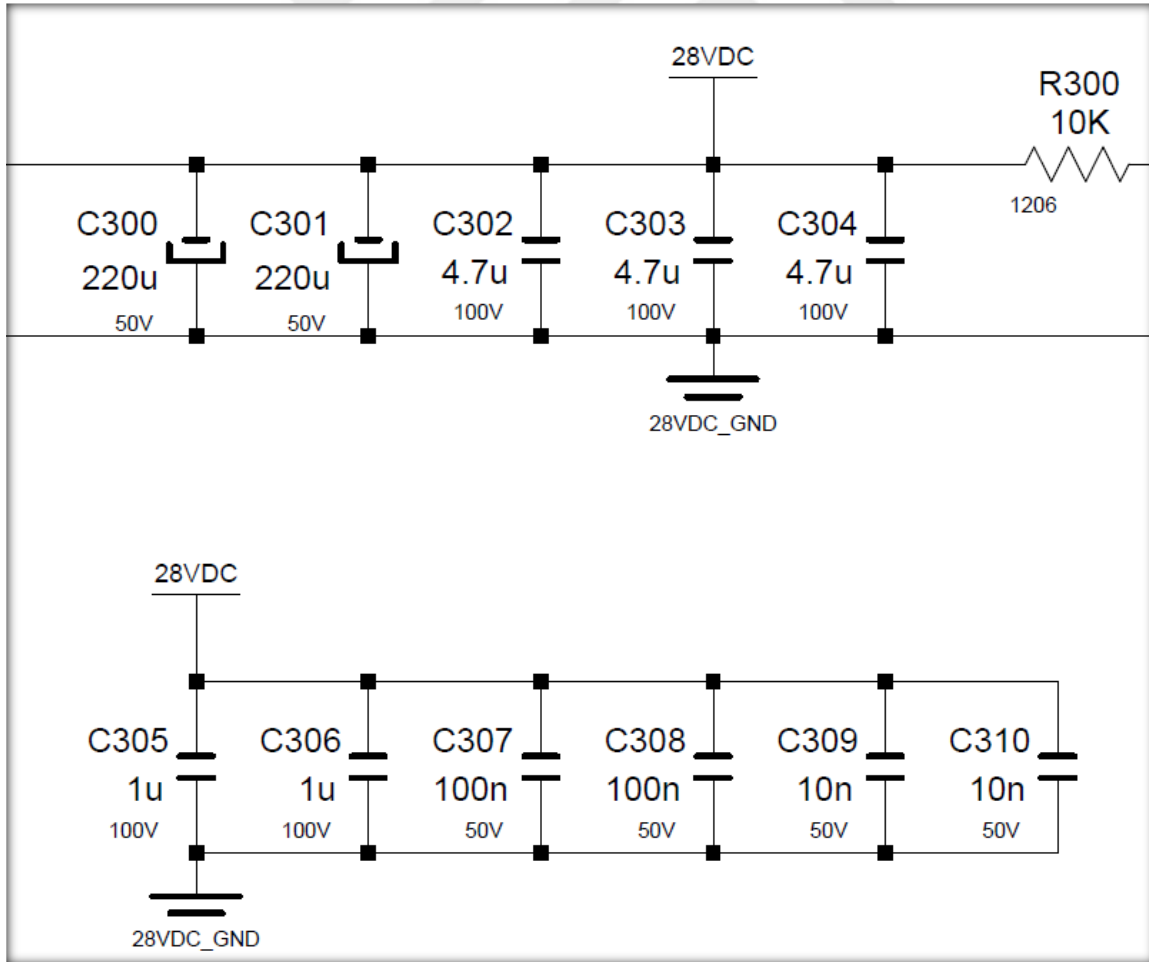 28VDC
R300
10K
1206
C300
220u
50V
C301
220u
50V
C302
4.7u
100V
C303
4.7u
100V
C304
4.7u
100V
28VDC_GND
28VDC
C305
1u
100V
C306
1u
100V
C307
100n
50V
C308
100n
50V
C309
10n
50V
C310
10n
50V
28VDC_GND